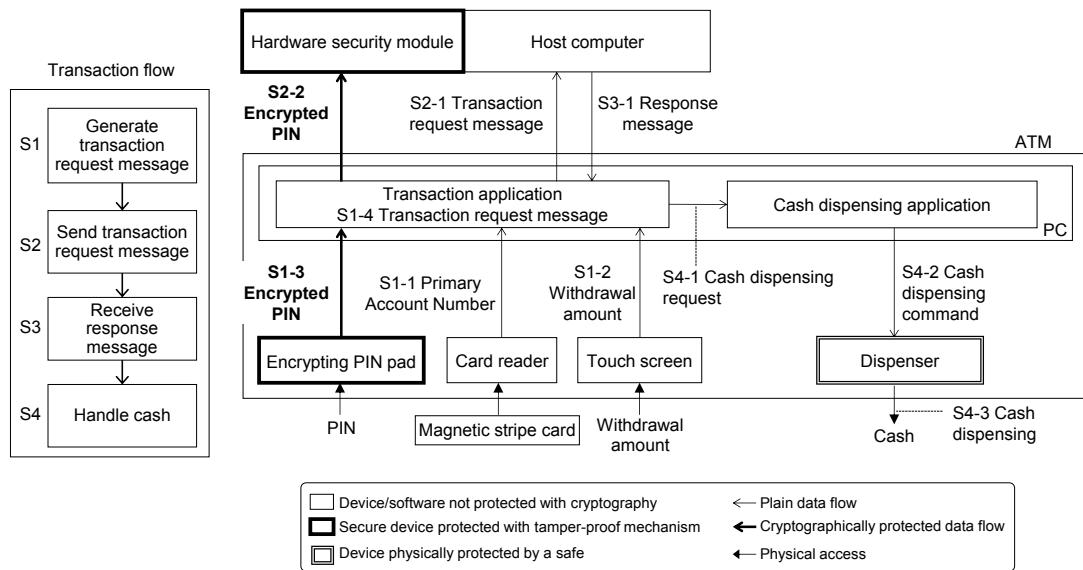 Transaction flow
S1
Generate
transaction
request message
S2
Send transaction
request message
S3
Receive
response
message
S4
Handle cash
Hardware security module
Host computer
S2-2
Encrypted
PIN
S2-1 Transaction
request message
S3-1 Response
message
ATM
Transaction application
S1-4 Transaction request message
Cash dispensing application
PC
S1-3
Encrypted
PIN
S1-1 Primary
Account Number
S1-2
Withdrawal
amount
S4-1 Cash dispensing
request
S4-2 Cash
dispensing
command
Encrypting PIN pad
Card reader
Touch screen
Dispenser
PIN
Magnetic stripe card
Withdrawal
amount
Cash
S4-3 Cash
dispensing
Device/software not protected with cryptography
Secure device protected with tamper-proof mechanism
Device physically protected by a safe
Plain data flow
Cryptographically protected data flow
Physical access